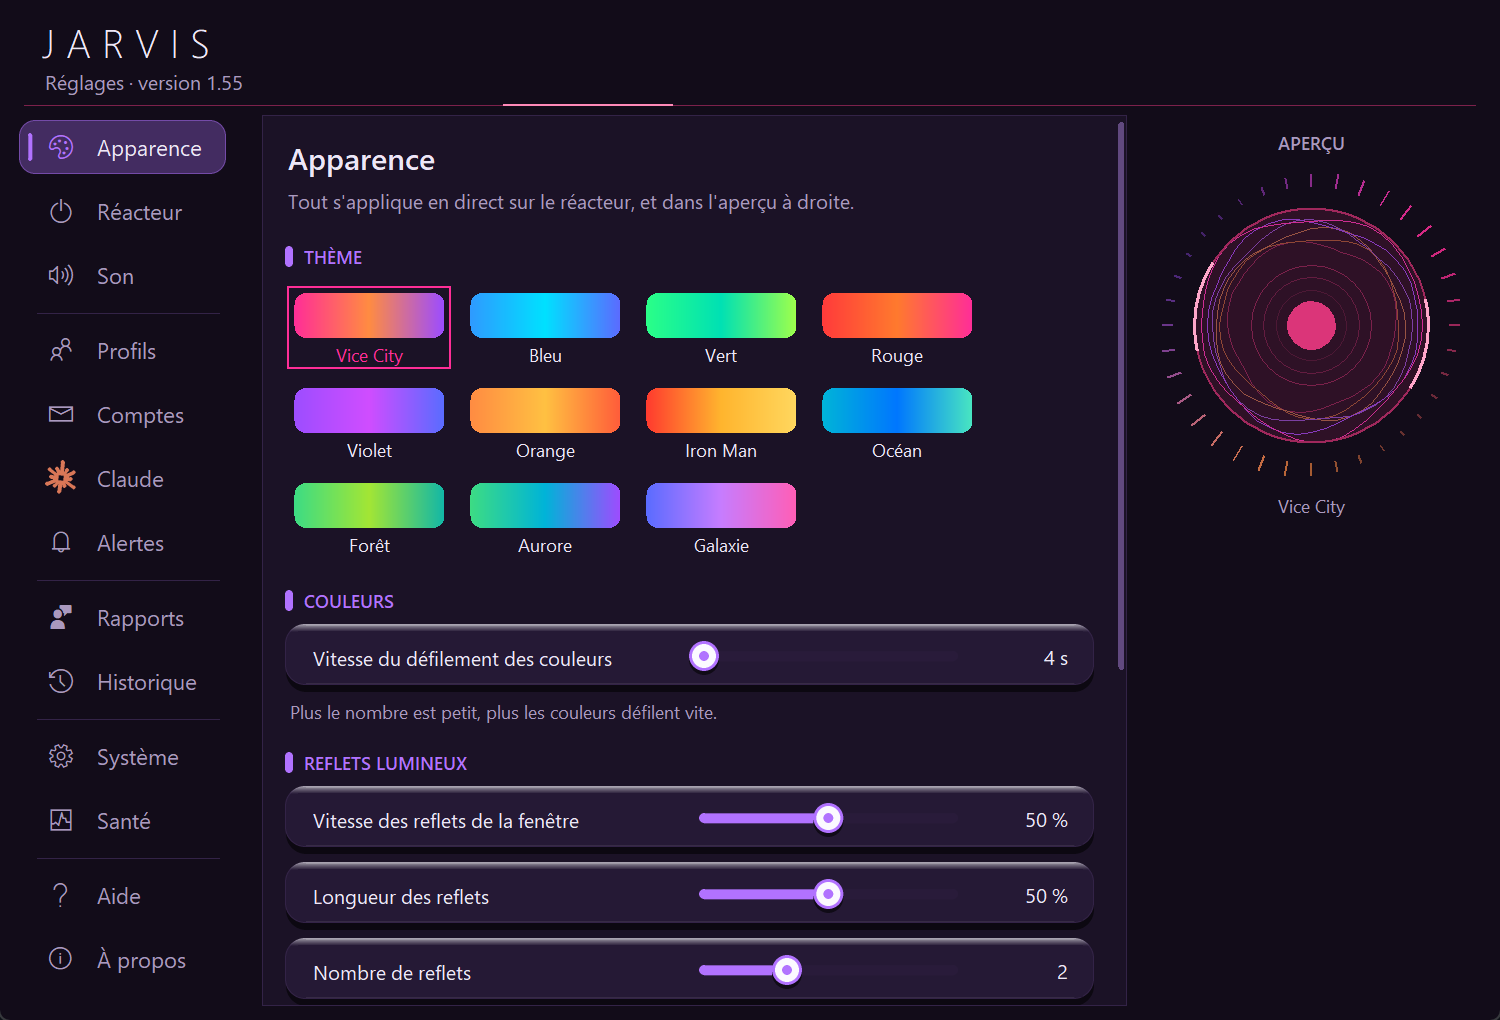 JARVIS
Réglages · version 1.55
Apparence
Réacteur
Son
Profils
Comptes
Claude
Alertes
Rapports
Historique
Système
Santé
Aide
À propos
Apparence
Tout s'applique en direct sur le réacteur, et dans l'aperçu à droite.
THÈME
Vice City
Bleu
Vert
Rouge
Violet
Orange
Iron Man
Océan
Forêt
Aurore
Galaxie
COULEURS
Vitesse du défilement des couleurs 4 s
Plus le nombre est petit, plus les couleurs défilent vite.
REFLETS LUMINEUX
Vitesse des reflets de la fenêtre 50 %
Longueur des reflets 50 %
Nombre de reflets 2
APERÇU
Vice City